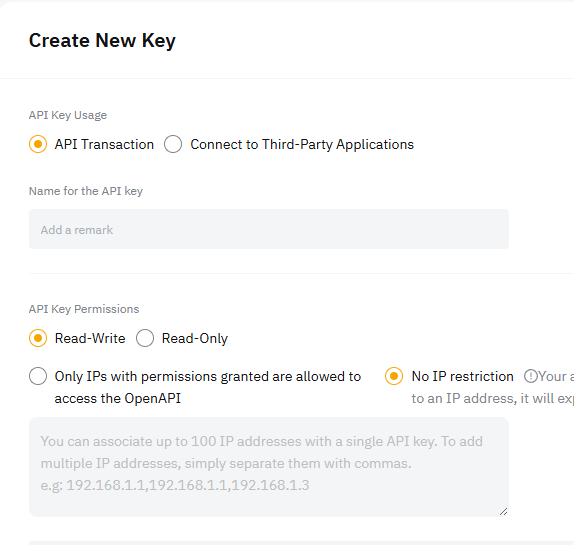 Create New Key
API Key Usage
API Transaction Connect to Third-Party Applications
Name for the API key
Add a remark
API Key Permissions
Read-Write Read-Only
Only IPs with permissions granted are allowed to
access the OpenAPI
No IP restriction Your a
to an IP address, it will exp
You can associate up to 100 IP addresses with a single API key. To add
multiple IP addresses, simply separate them with commas.
e.g: 192.168.1.1,192.168.1.1,192.168.1.3